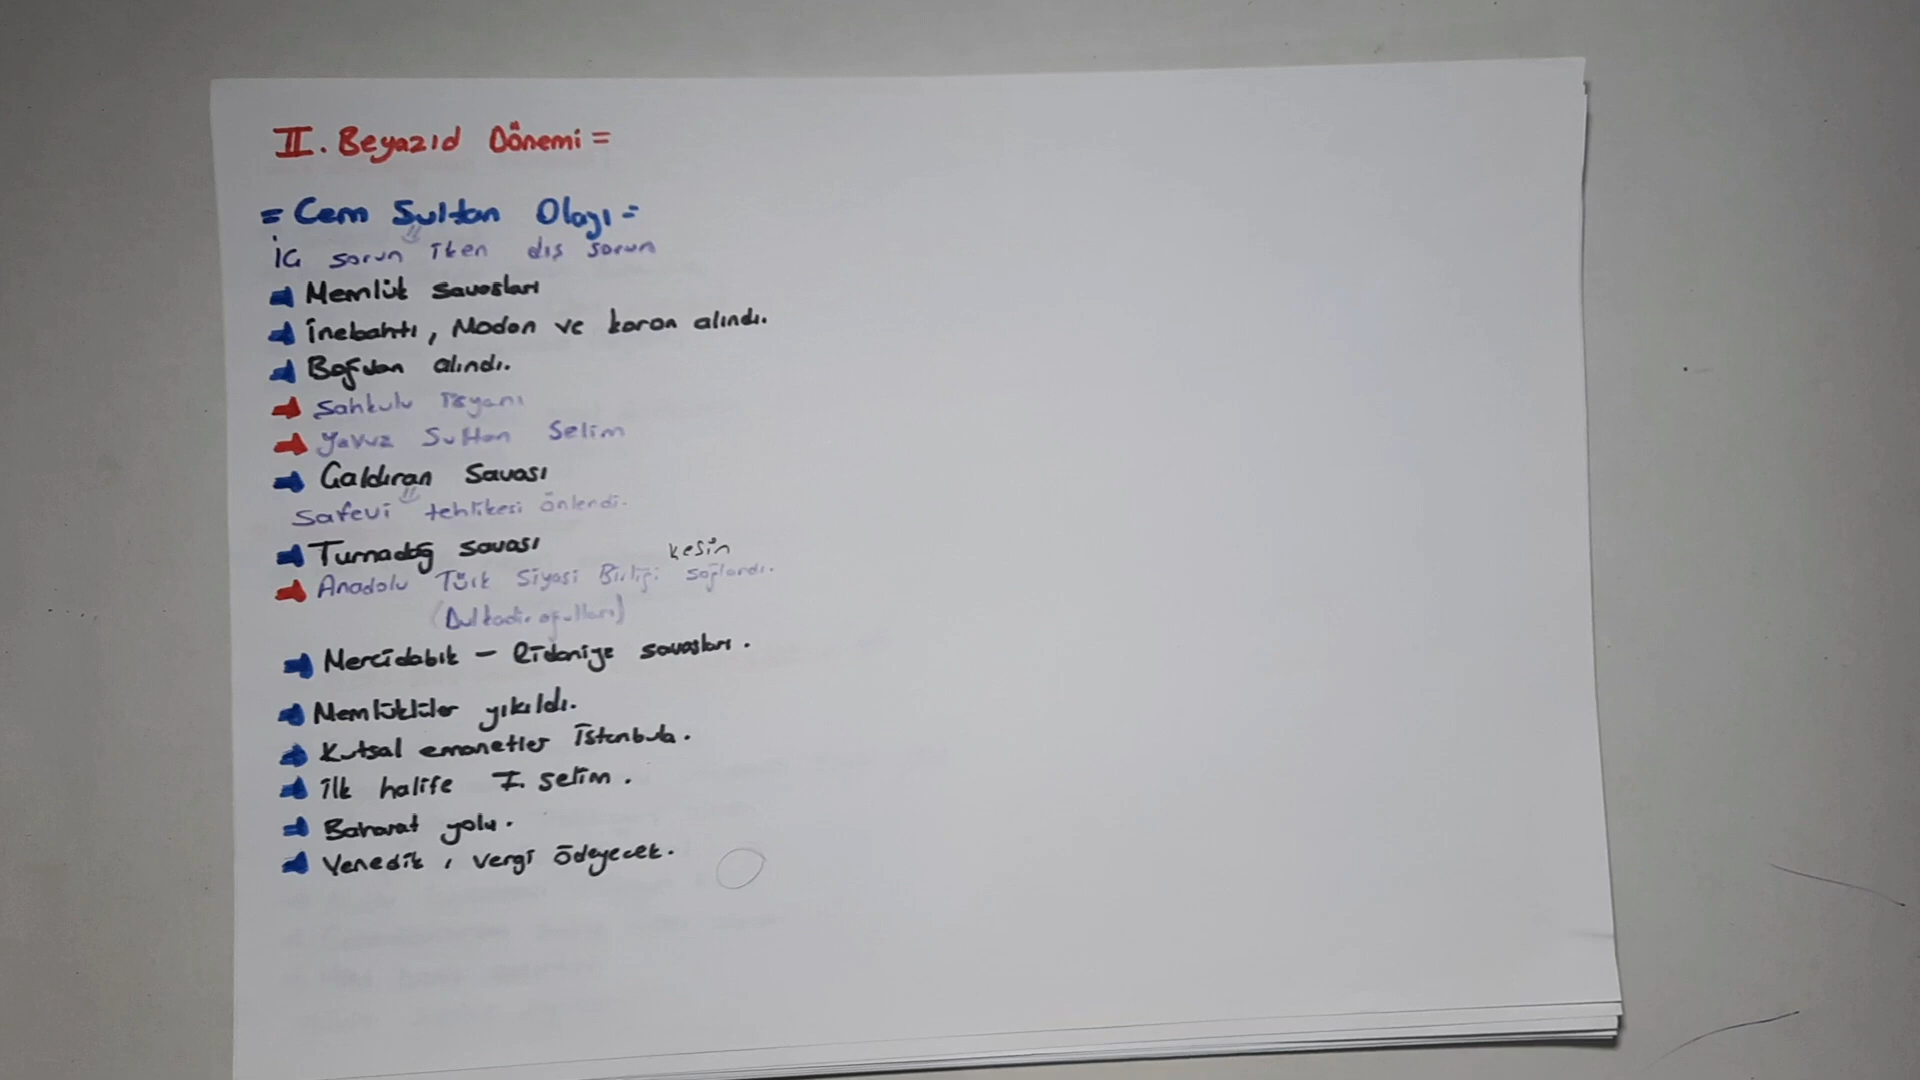 II. Beyazıd Dönemi =
= Cem Sultan Olayı =
İç sorun iken dış sorun
Memlük savaşları
İnebahtı, Modon ve koron alındı.
Boğdan alındı.
Şahkulu İsyanı
Yavuz Sultan Selim
Çaldıran Savaşı
Safevi tehlikesi önlendi.
Turnadağ savaşı
kesin
Anadolu Türk Siyasi Birliği sağlandı.
(Dulkadiroğulları)
Mercidabık - Ridaniye savaşları.
Memlüklüler yıkıldı.
Kutsal emanetler İstanbula.
İlk halife I. selim.
Baharat yolu.
Venedik, vergi ödeyecek.